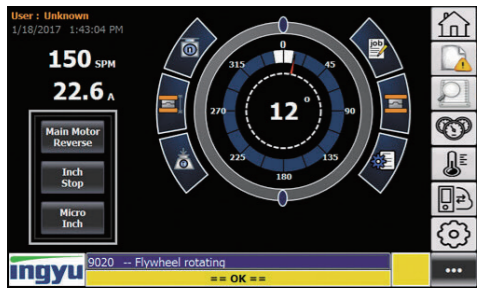 User : Unknown
1/18/2017 1:43:04 PM
150 SPM
22.6 A
Main Motor
Reverse
Inch
Stop
Micro
Inch
0
45
90
135
180
225
270
315
12 °
n
job
ingyu
9020 -- Flywheel rotating
== OK ==
...